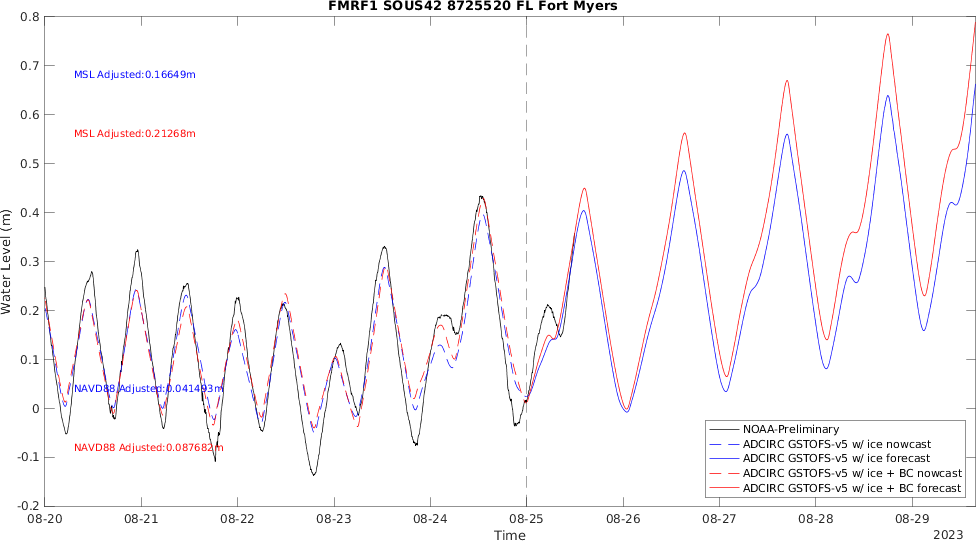 FMRF1 SOUS42 8725520 FL Fort Myers
0.8
0.7
0.6
0.5
0.4
0.3
0.2
0.1
0
-0.1
-0.2
Water Level (m)
MSL Adjusted:0.16649m
MSL Adjusted:0.21268m
NAVD88 Adjusted:0.041493m
NAVD88 Adjusted:0.087682m
NOAA-Preliminary
ADCIRC GSTOFS-v5 w/ ice nowcast
ADCIRC GSTOFS-v5 w/ ice forecast
ADCIRC GSTOFS-v5 w/ ice + BC nowcast
ADCIRC GSTOFS-v5 w/ ice + BC forecast
08-20 08-21 08-22 08-23 08-24 08-25 08-26 08-27 08-28 08-29
Time
2023